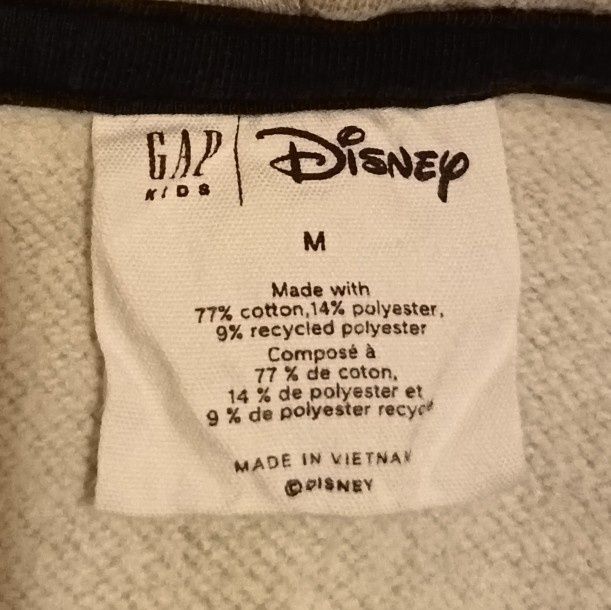 GAP | Disney
KIDS
M
Made with
77% cotton,14% polyester,
9% recycled polyester
Composé à
77 % de coton,
14 % de polyester et
9 % de polyester
MADE IN VIETNAM
©DISNEY